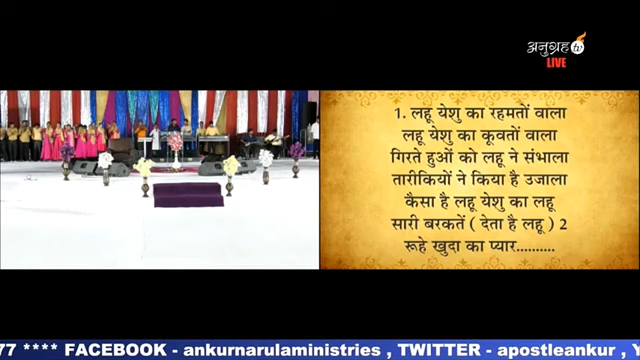 अनुग्रह tv
LIVE
1. लहू येशु का रहमतों वाला
लहू येशु का कूवतों वाला
गिरते हुओं को लहू ने संभाला
तारीकियों ने किया है उजाला
कैसा है लहू येशु का लहू
सारी बरकतें ( देता है लहू ) 2
रूहे खुदा का प्यार..........
77 **** FACEBOOK - ankurnarulaministries , TWITTER - apostleankur ,